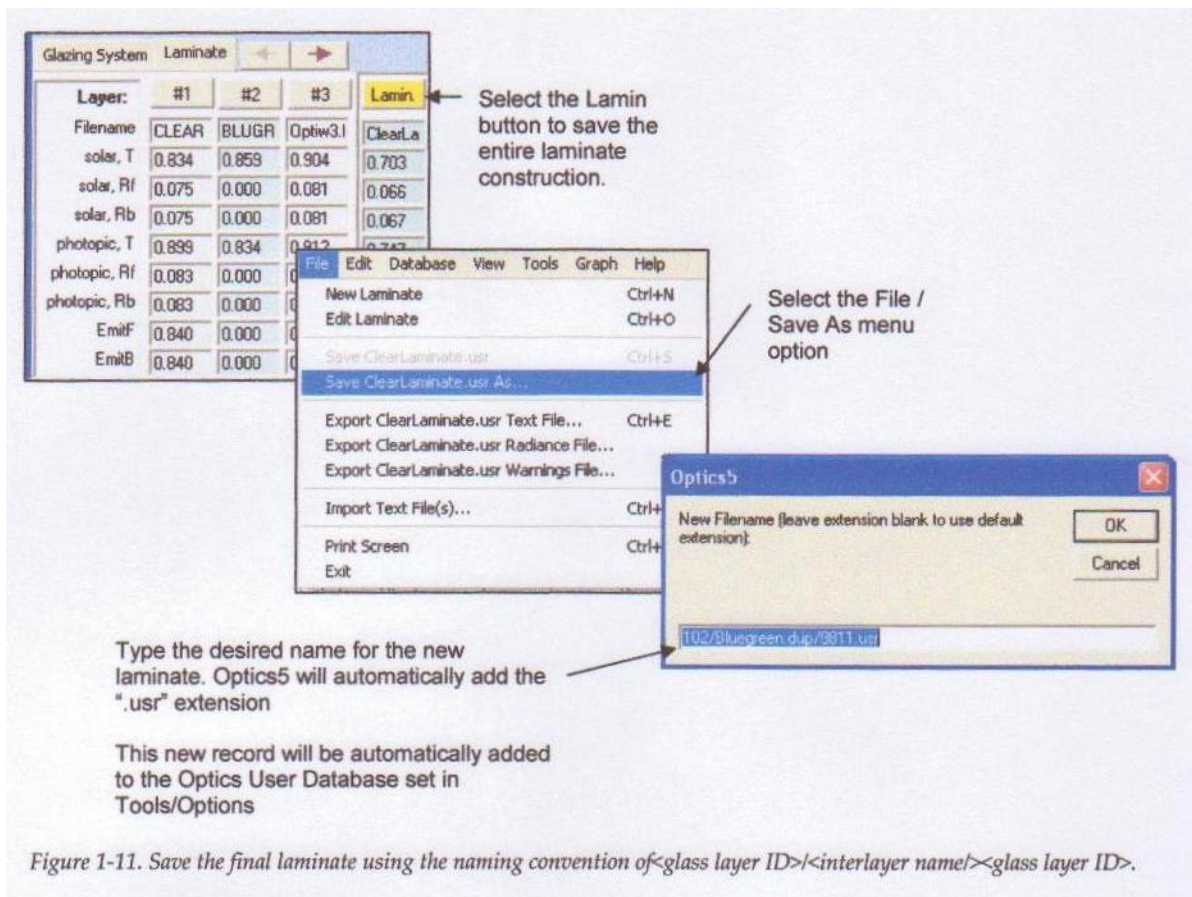 Glazing System Laminate
Layer: #1 #2 #3 Lamin.
Filename CLEAR BLUGR Optiw3.l ClearLa
solar, T 0.834 0.859 0.904 0.703
solar, Rf 0.075 0.000 0.081 0.066
solar, Rb 0.075 0.000 0.081 0.067
photopic, T 0.899 0.834 0.912 0.747
photopic, Rf 0.083 0.000
photopic, Rb 0.083 0.000
EmitF 0.840 0.000
EmitB 0.840 0.000
Select the Lamin
button to save the
entire laminate
construction.
File Edit Database View Tools Graph Help
New Laminate Ctrl+N
Edit Laminate Ctrl+O
Save ClearLaminate.usr Ctrl+S
Save ClearLaminate.usr As...
Export ClearLaminate.usr Text File... Ctrl+E
Export ClearLaminate.usr Radiance File...
Export ClearLaminate.usr Warnings File...
Import Text File(s)... Ctrl+
Print Screen Ctrl+
Exit
Select the File /
Save As menu
option
Optics5
New Filename (leave extension blank to use default
extension):
OK
Cancel
102/Bluegreen.dup/9811.usr
Type the desired name for the new
laminate. Optics5 will automatically add the
".usr" extension
This new record will be automatically added
to the Optics User Database set in
Tools/Options
Figure 1-11. Save the final laminate using the naming convention of<glass layer ID>/<interlayer name/><glass layer ID>.